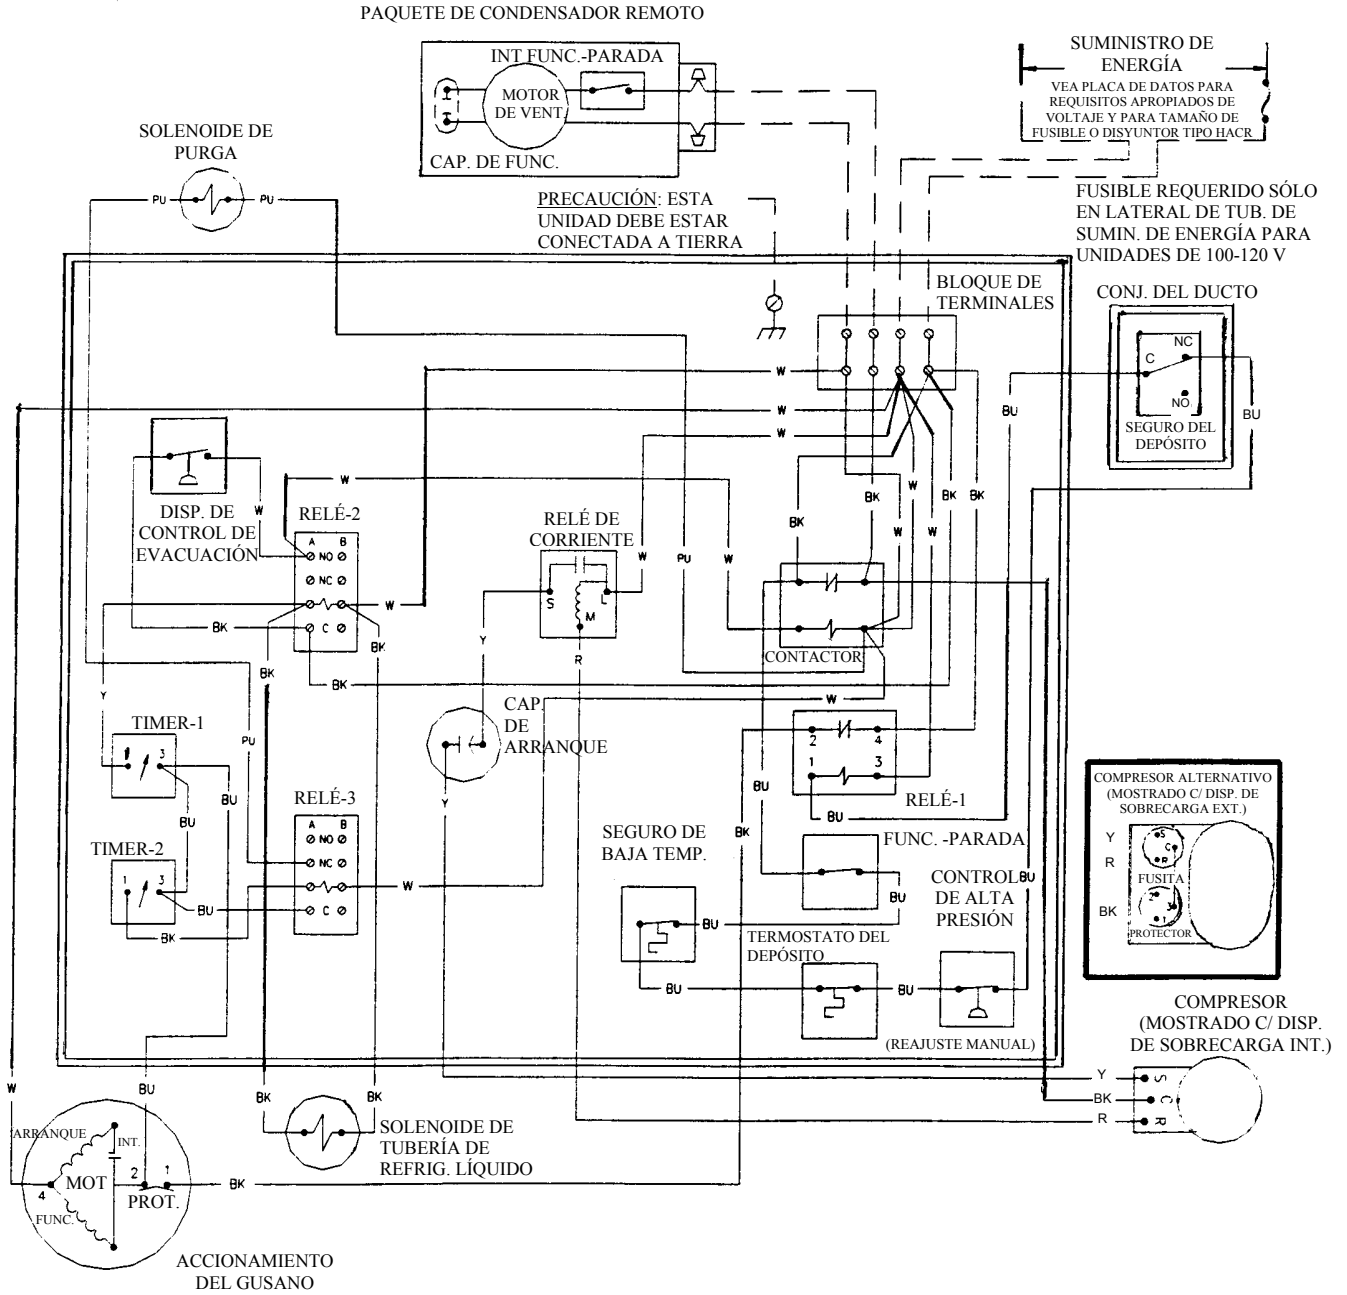 PAQUETE DE CONDENSADOR REMOTO
INT FUNC.-PARADA
MOTOR
DE VENT.
CAP. DE FUNC.
SUMINISTRO DE
ENERGÍA
VEA PLACA DE DATOS PARA
REQUISITOS APROPIADOS DE
VOLTAJE Y PARA TAMAÑO DE
FUSIBLE O DISYUNTOR TIPO HACR
SOLENOIDE DE
PURGA
PU
PU
PRECAUCIÓN: ESTA
UNIDAD DEBE ESTAR
CONECTADA A TIERRA
FUSIBLE REQUERIDO SÓLO
EN LATERAL DE TUB. DE
SUMIN. DE ENERGÍA PARA
UNIDADES DE 100-120 V
BLOQUE DE
TERMINALES
CONJ. DEL DUCTO
NC
C
NO
SEGURO DEL
DEPÓSITO
BU
BU
W
W
W
W
DISP. DE
CONTROL DE
EVACUACIÓN
W
RELÉ-2
A B
NO
NC
C
W
BK
BK
BK
BK
RELÉ DE
CORRIENTE
S
L
M
W
Y
R
PU
W
BK
BK
W
W
W
BK
BK
CONTACTOR
W
CAP.
DE
ARRANQUE
Y
Y
TIMER-1
1 3
PU
BU
BU
TIMER-2
1 3
BU
BK
RELÉ-3
A B
NO
NC
C
W
2 4
1 3
RELÉ-1
BU
BU
BK
SEGURO DE
BAJA TEMP.
FUNC. -PARADA
CONTROL
DE ALTA
PRESIÓN
BU
BU
BU
TERMOSTATO DEL
DEPÓSITO
BU
BU
(REAJUSTE MANUAL)
COMPRESOR ALTERNATIVO
(MOSTRADO C/ DISP. DE
SOBRECARGA EXT.)
Y
R
BK
S
C
R
FUSITA
2
3
1
PROTECTOR
COMPRESOR
(MOSTRADO C/ DISP.
DE SOBRECARGA INT.)
Y
BK
R
S
C
R
W
BU
BK
BK
SOLENOIDE DE
TUBERÍA DE
REFRIG. LÍQUIDO
ARRANQUE
INT.
MOT
2 1
4
PROT.
FUNC.
BK
ACCIONAMIENTO
DEL GUSANO